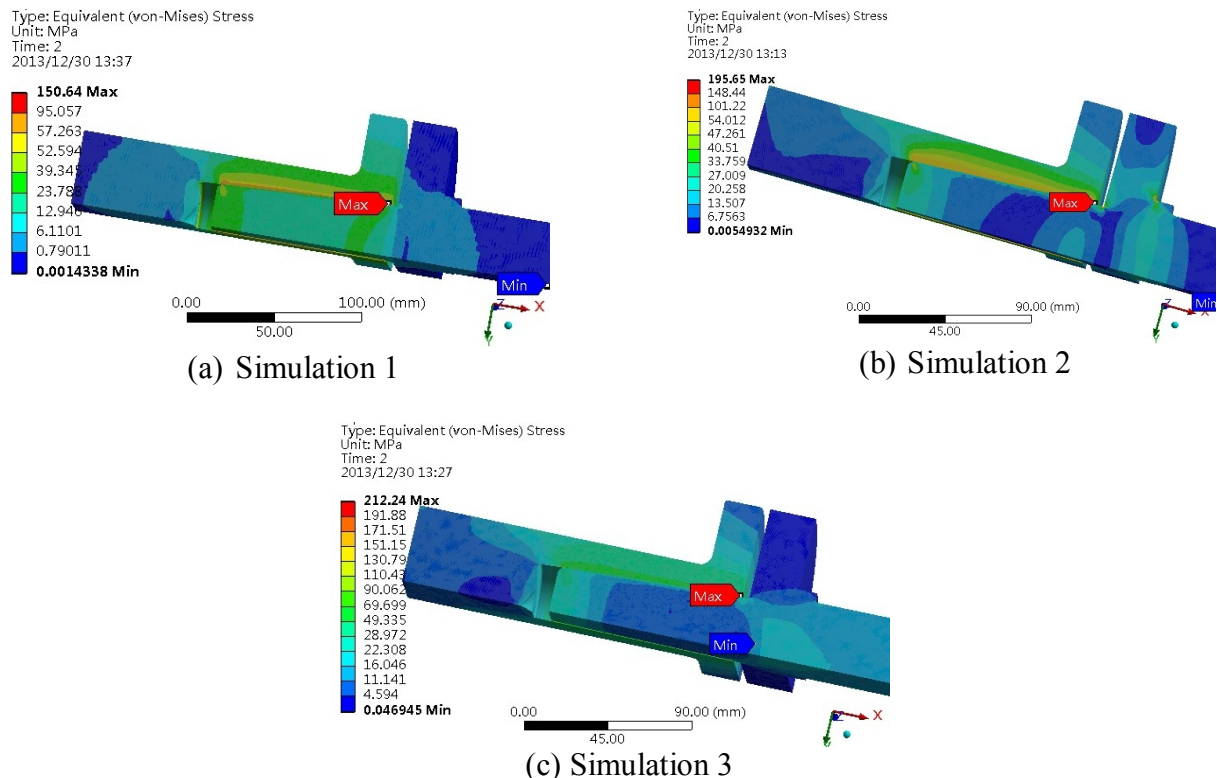 Type: Equivalent (von-Mises) Stress
Unit: MPa
Time: 2
2013/12/30 13:37
150.64 Max
95.057
57.263
52.594
39.345
23.788
12.946
6.1101
0.79011
0.0014338 Min
Max
Min
0.00
100.00 (mm)
50.00
Z
X
Y
(a) Simulation 1
Type: Equivalent (von-Mises) Stress
Unit: MPa
Time: 2
2013/12/30 13:13
195.65 Max
148.44
101.22
54.012
47.261
40.51
33.759
27.009
20.258
13.507
6.7563
0.0054932 Min
Max
Min
0.00
90.00 (mm)
45.00
Z
X
Y
(b) Simulation 2
Type: Equivalent (von-Mises) Stress
Unit: MPa
Time: 2
2013/12/30 13:27
212.24 Max
191.88
171.51
151.15
130.79
110.43
90.062
69.699
49.335
28.972
22.308
16.046
11.141
4.594
0.046945 Min
Max
Min
0.00
90.00 (mm)
45.00
Z
X
Y
(c) Simulation 3